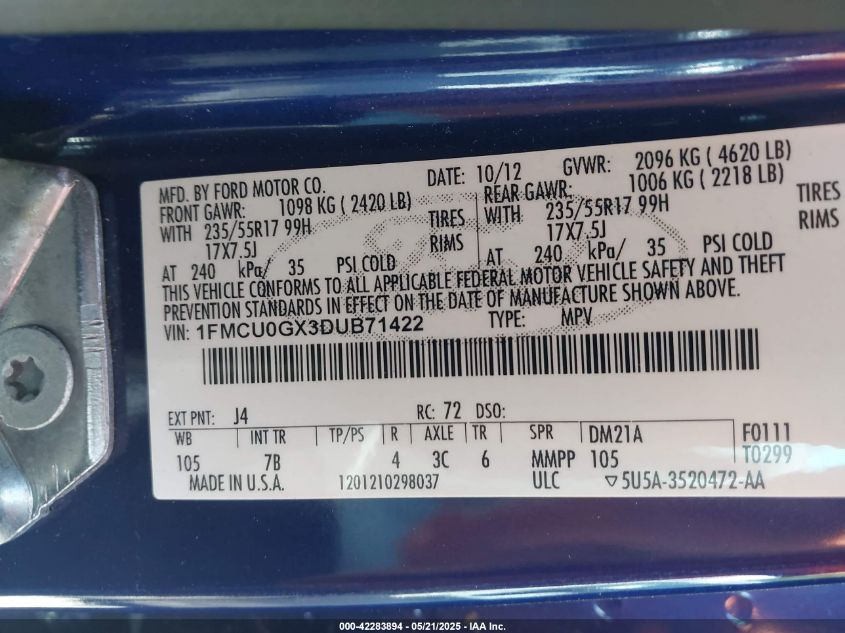 MFD. BY FORD MOTOR CO. DATE: 10/12 GVWR: 2096 KG ( 4620 LB)
FRONT GAWR: 1098 KG ( 2420 LB) REAR GAWR: 1006 KG ( 2218 LB)
WITH 235/55R17 99H TIRES WITH 235/55R17 99H TIRES
17X7.5J RIMS 17X7.5J RIMS
AT 240 kPa/ 35 PSI COLD AT 240 kPa/ 35 PSI COLD
THIS VEHICLE CONFORMS TO ALL APPLICABLE FEDERAL MOTOR VEHICLE SAFETY AND THEFT
PREVENTION STANDARDS IN EFFECT ON THE DATE OF MANUFACTURE SHOWN ABOVE.
VIN: 1FMCU0GX3DUB71422 TYPE: MPV
EXT PNT: J4 RC: 72 DSO:
WB INT TR TP/PS R AXLE TR SPR DM21A F0111
105 7B 4 3C 6 MMPP 105 T0299
MADE IN U.S.A. 1201210298037 ULC ▽5U5A-3520472-AA
000-42283894 — 05/21/2025 — IAA Inc.